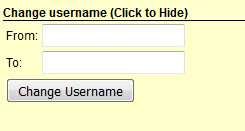 Change username (Click to Hide)
From:
To:
Change Username